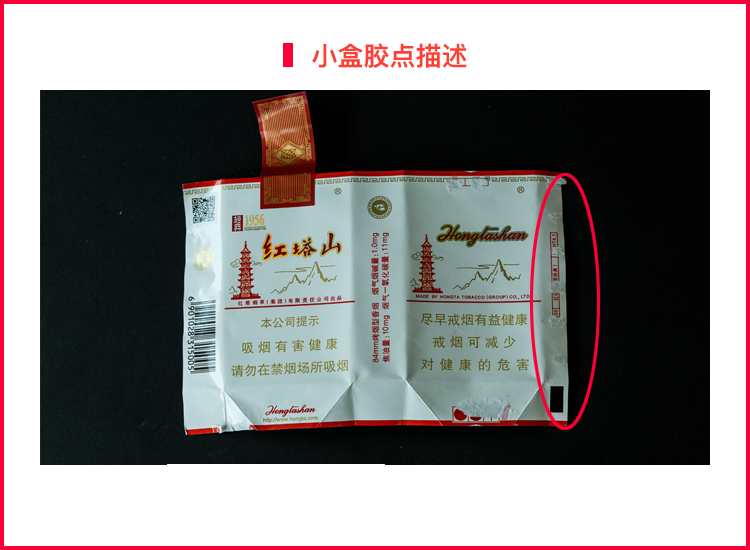 小盒胶点描述
1956
红塔山
红塔烟草(集团)有限责任公司出品
本公司提示
吸烟有害健康
请勿在禁烟场所吸烟
Hongtashan
http://www.hongta.com
6901028315005
84mm烤烟型香烟 烟气烟碱量:1.0mg
焦油量:10mg 烟气一氧化碳量:11mg
®
Hongtashan
®
MADE BY HONGTA TOBACCO (GROUP) CO., LTD
尽早戒烟有益健康
戒烟可减少
对健康的危害